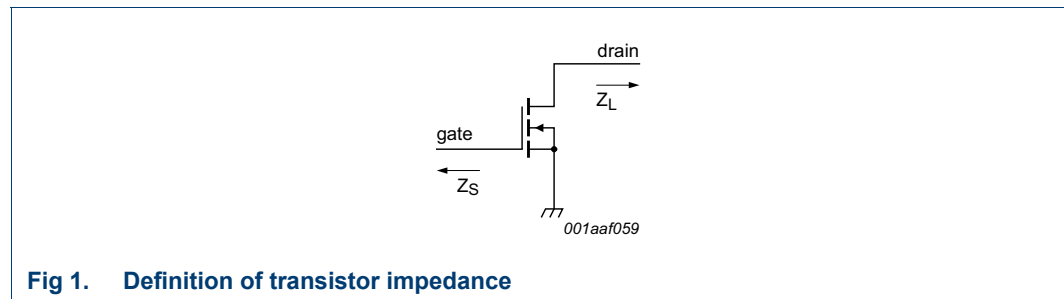 drain
Z_L
gate
Z_S
001aaf059
Fig 1. Definition of transistor impedance